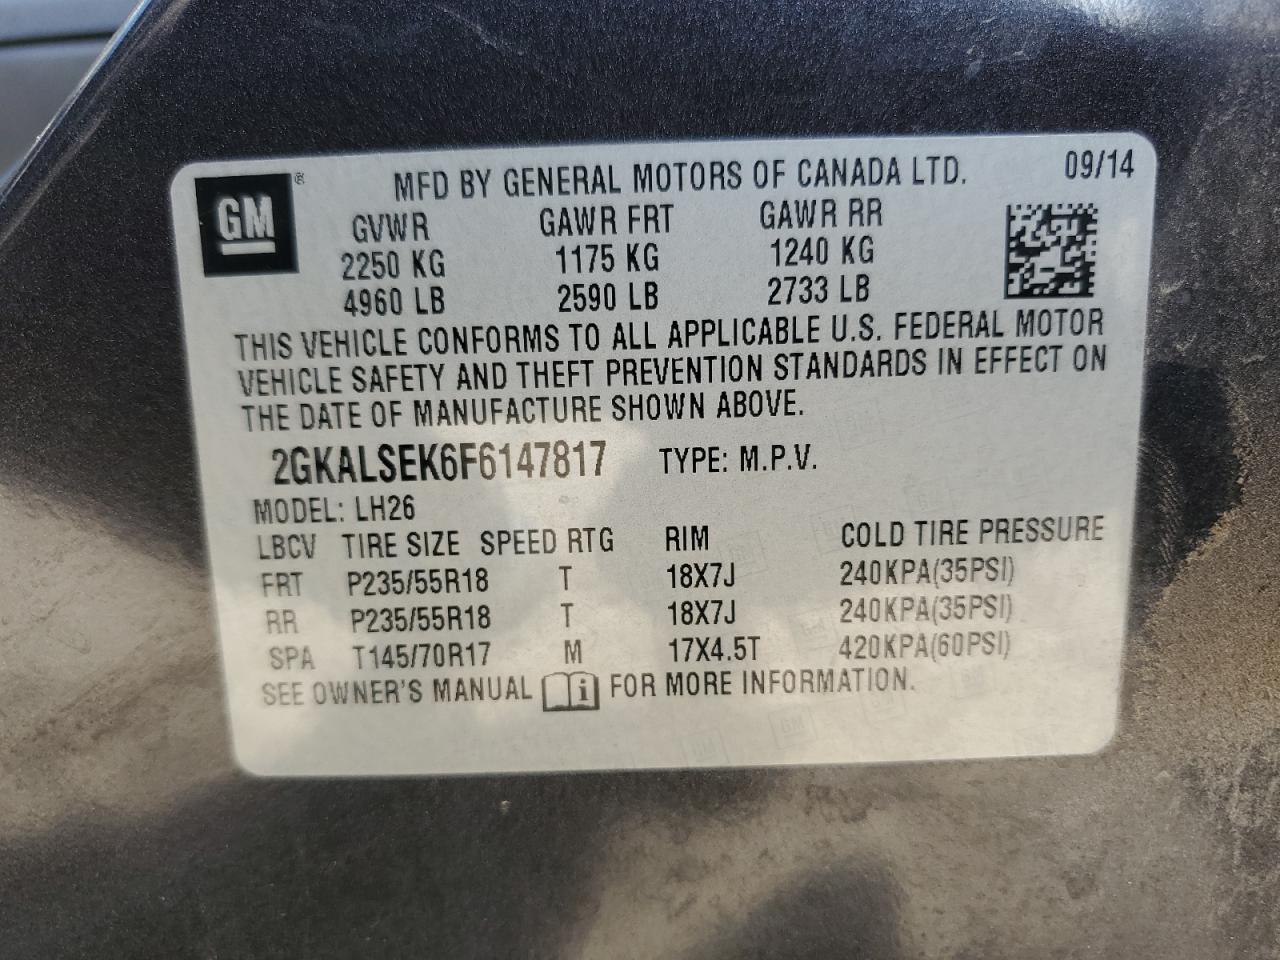 GM ® MFD BY GENERAL MOTORS OF CANADA LTD. 09/14
GVWR GAWR FRT GAWR RR
2250 KG 1175 KG 1240 KG
4960 LB 2590 LB 2733 LB
THIS VEHICLE CONFORMS TO ALL APPLICABLE U.S. FEDERAL MOTOR
VEHICLE SAFETY AND THEFT PREVENTION STANDARDS IN EFFECT ON
THE DATE OF MANUFACTURE SHOWN ABOVE.
2GKALSEK6F6147817 TYPE: M.P.V.
MODEL: LH26
LBCV TIRE SIZE SPEED RTG RIM COLD TIRE PRESSURE
FRT P235/55R18 T 18X7J 240KPA(35PSI)
RR P235/55R18 T 18X7J 240KPA(35PSI)
SPA T145/70R17 M 17X4.5T 420KPA(60PSI)
SEE OWNER'S MANUAL i FOR MORE INFORMATION.